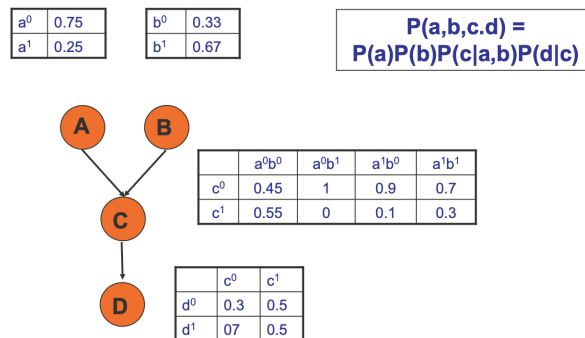 a⁰ 0.75
a¹ 0.25
b⁰ 0.33
b¹ 0.67
P(a,b,c.d) =
P(a)P(b)P(c|a,b)P(d|c)
A
B
a⁰b⁰ a⁰b¹ a¹b⁰ a¹b¹
c⁰ 0.45 1 0.9 0.7
c¹ 0.55 0 0.1 0.3
C
c⁰ c¹
d⁰ 0.3 0.5
d¹ 07 0.5
D